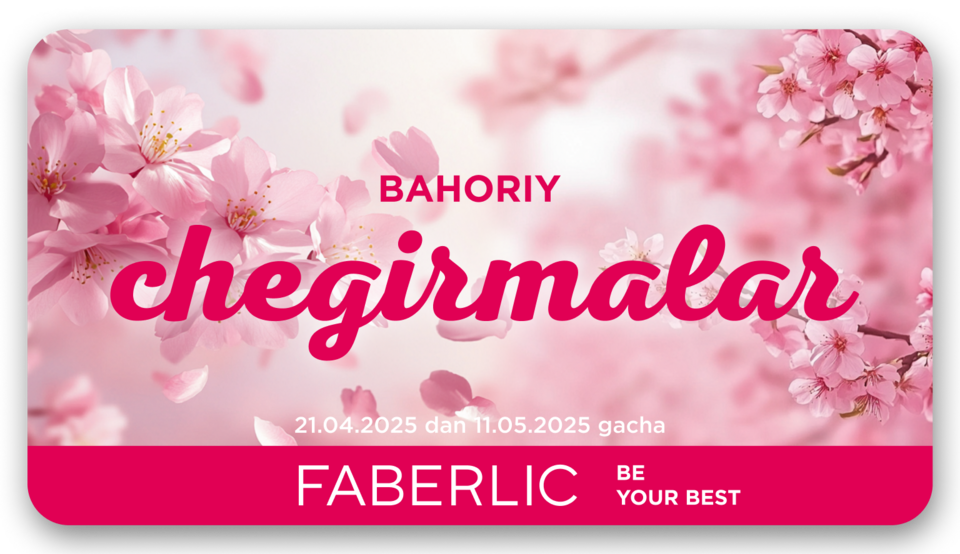 BAHORIY
chegirmalar
21.04.2025 dan 11.05.2025 gacha
FABERLIC
BE
YOUR BEST